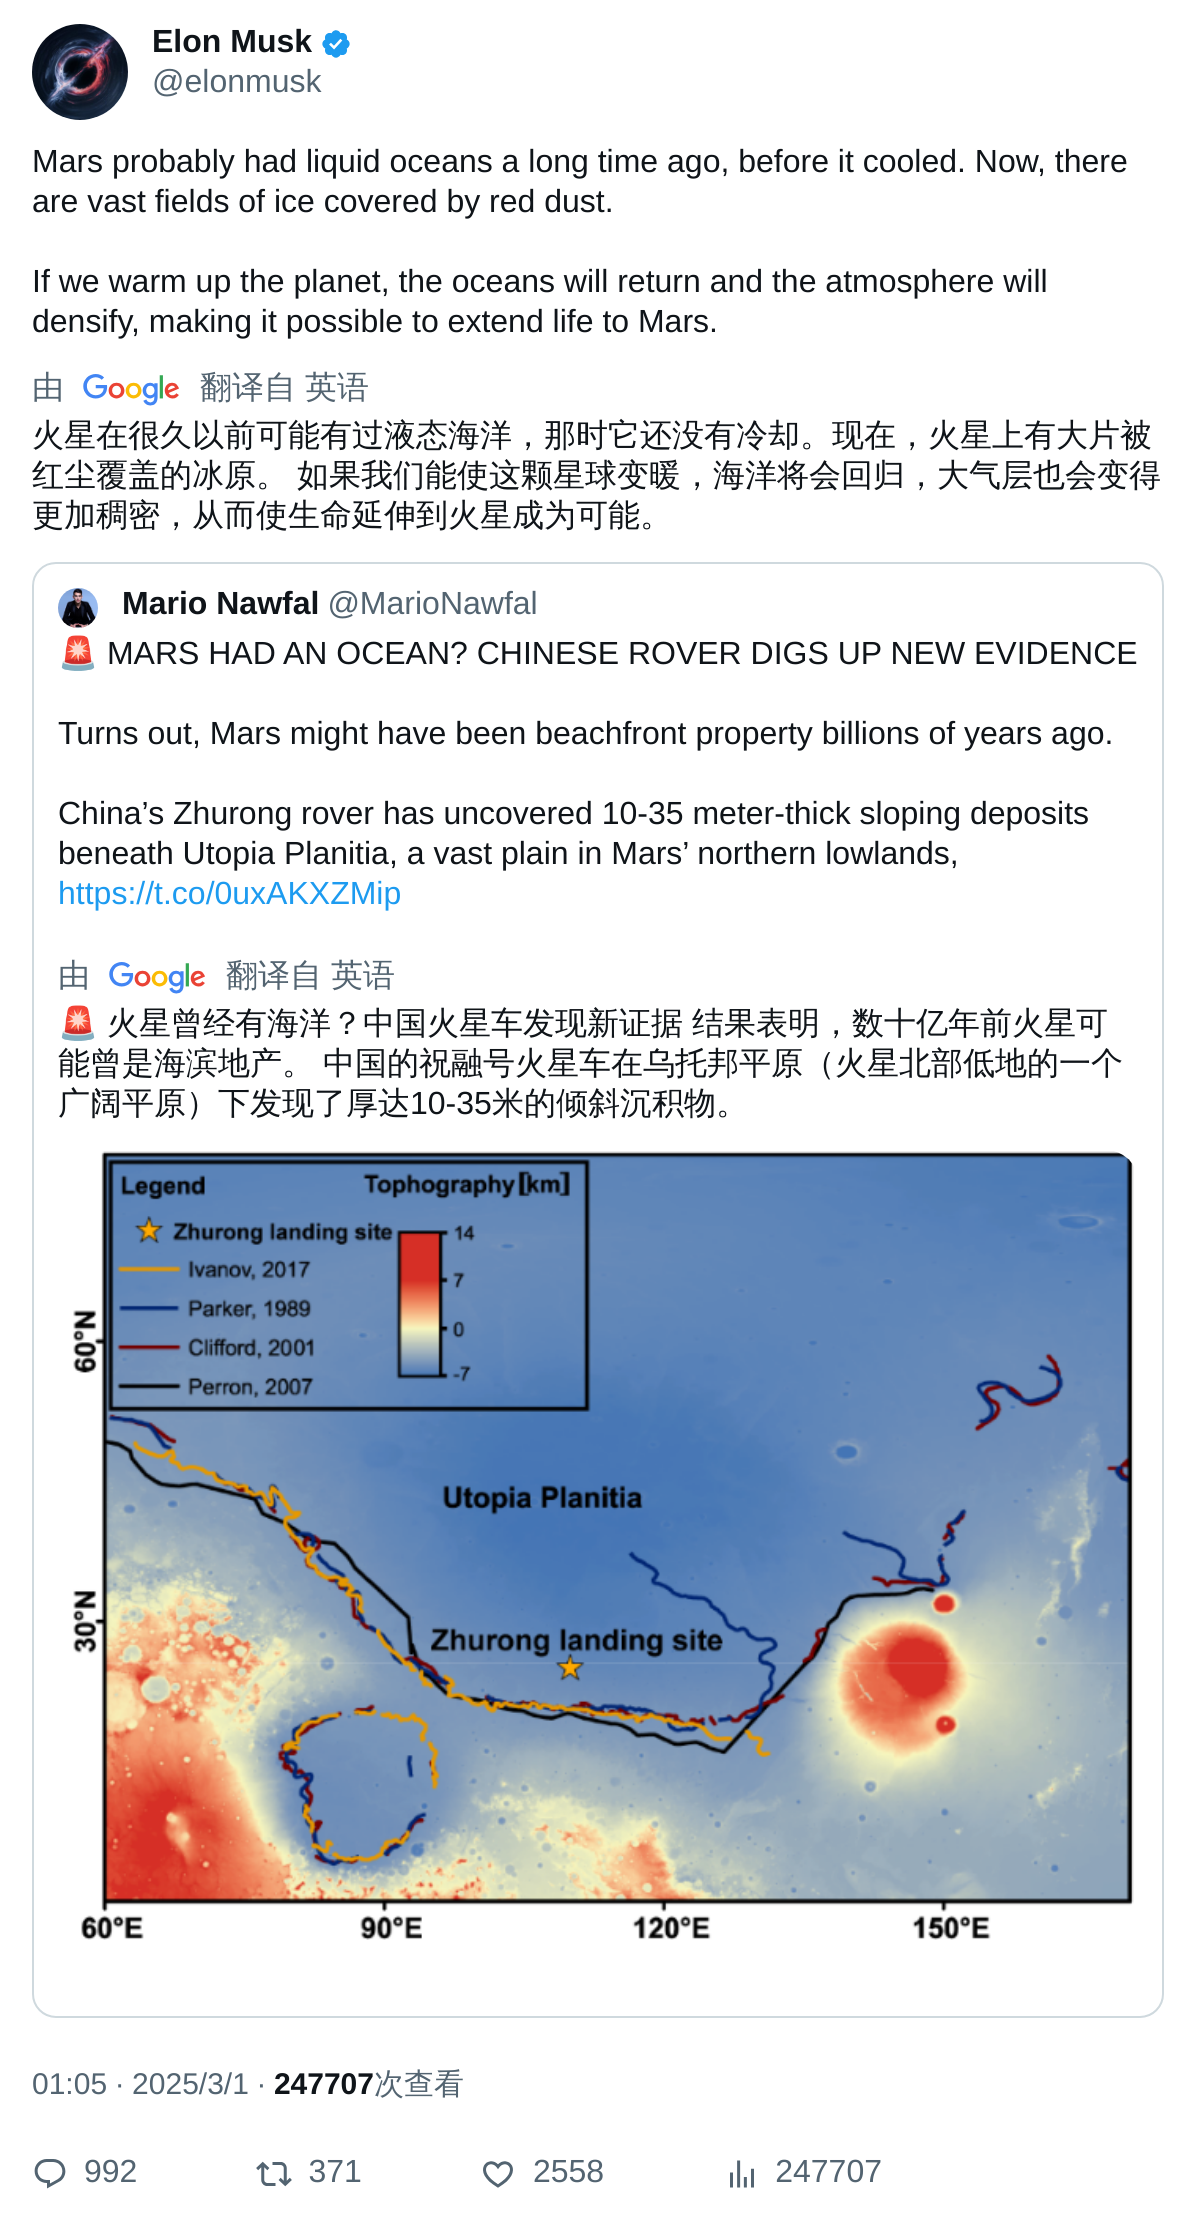 Elon Musk
@elonmusk
Mars probably had liquid oceans a long time ago, before it cooled. Now, there
are vast fields of ice covered by red dust.
If we warm up the planet, the oceans will return and the atmosphere will
densify, making it possible to extend life to Mars.
由 Google 翻译自 英语
火星在很久以前可能有过液态海洋，那时它还没有冷却。现在，火星上有大片被
红尘覆盖的冰原。 如果我们能使这颗星球变暖，海洋将会回归，大气层也会变得
更加稠密，从而使生命延伸到火星成为可能。
Mario Nawfal @MarioNawfal
🚨 MARS HAD AN OCEAN? CHINESE ROVER DIGS UP NEW EVIDENCE
Turns out, Mars might have been beachfront property billions of years ago.
China’s Zhurong rover has uncovered 10-35 meter-thick sloping deposits
beneath Utopia Planitia, a vast plain in Mars’ northern lowlands,
https://t.co/0uxAKXZMip
由 Google 翻译自 英语
🚨 火星曾经有海洋？中国火星车发现新证据 结果表明，数十亿年前火星可
能曾是海滨地产。 中国的祝融号火星车在乌托邦平原（火星北部低地的一个
广阔平原）下发现了厚达10-35米的倾斜沉积物。
Legend
Tophography[km]
Zhurong landing site
Ivanov, 2017
Parker, 1989
Clifford, 2001
Perron, 2007
14
7
0
-7
60°N
30°N
Utopia Planitia
Zhurong landing site
60°E
90°E
120°E
150°E
01:05 · 2025/3/1 · 247707次查看
992
371
2558
247707